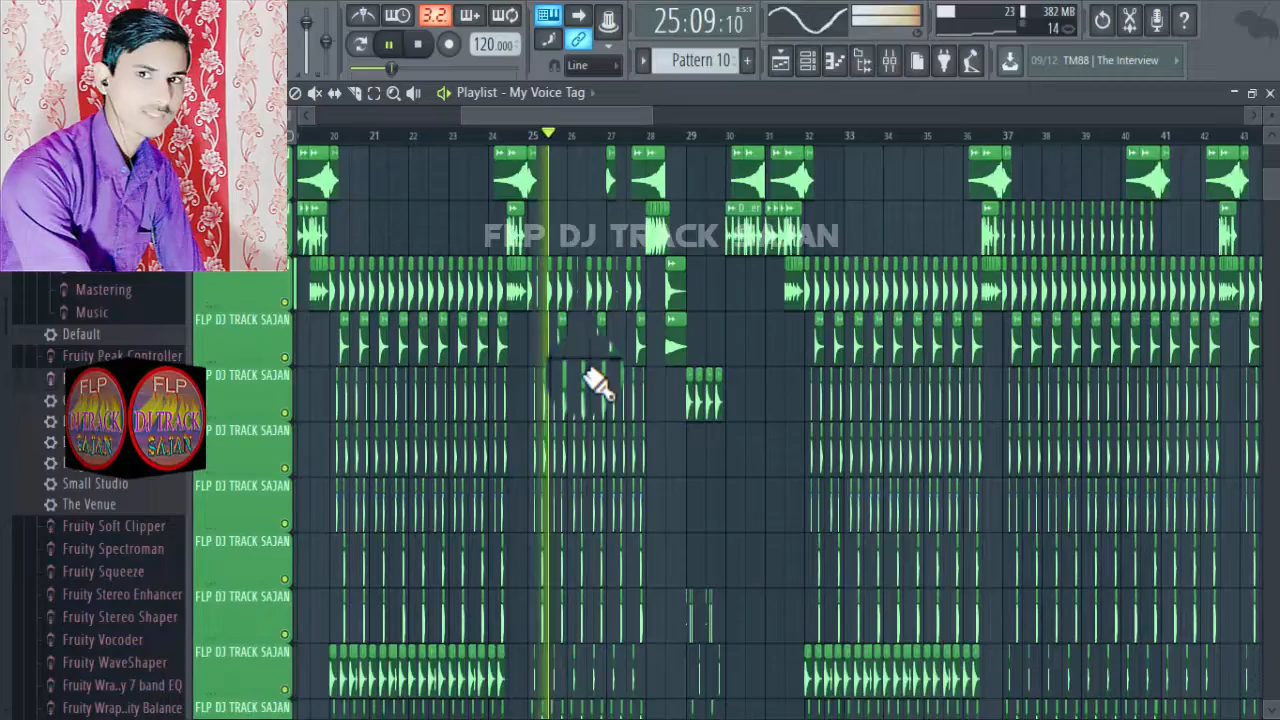 3.2
120.000
Line
25:09:10
B:S:T
Pattern 10
23
382 MB
14
09/12 TM88 | The Interview
Playlist - My Voice Tag
20 21 22 23 24 25 26 27 28 29 30 31 32 33 34 35 36 37 38 39 40 41 42 43
FLP DJ TRACK SAJAN
Mastering
Music
Default
Fruity Peak Controller
Small Studio
The Venue
Fruity Soft Clipper
Fruity Spectroman
Fruity Squeeze
Fruity Stereo Enhancer
Fruity Stereo Shaper
Fruity Vocoder
Fruity WaveShaper
Fruity Wra..y 7 band EQ
Fruity Wrap..ity Balance
FLP DJ TRACK SAJAN
FLP DJ TRACK SAJAN
FLP DJ TRACK SAJAN
FLP DJ TRACK SAJAN
FLP DJ TRACK SAJAN
FLP DJ TRACK SAJAN
FLP DJ TRACK SAJAN
FLP DJ TRACK SAJAN
FLP
DJ TRACK
SAJAN
FLP
DJ TRACK
SAJAN